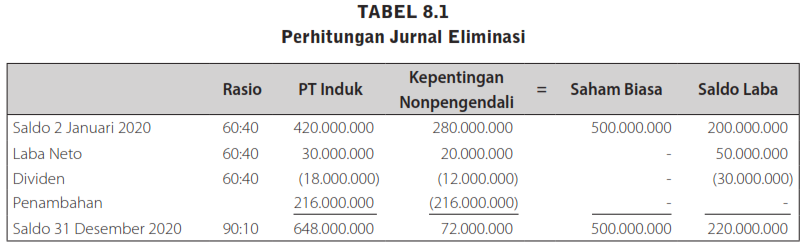 TABEL 8.1
Perhitungan Jurnal Eliminasi
Rasio PT Induk Kepentingan Nonpengendali = Saham Biasa Saldo Laba
Saldo 2 Januari 2020 60:40 420.000.000 280.000.000 500.000.000 200.000.000
Laba Neto 60:40 30.000.000 20.000.000 - 50.000.000
Dividen 60:40 (18.000.000) (12.000.000) - (30.000.000)
Penambahan 216.000.000 (216.000.000) - -
Saldo 31 Desember 2020 90:10 648.000.000 72.000.000 500.000.000 220.000.000